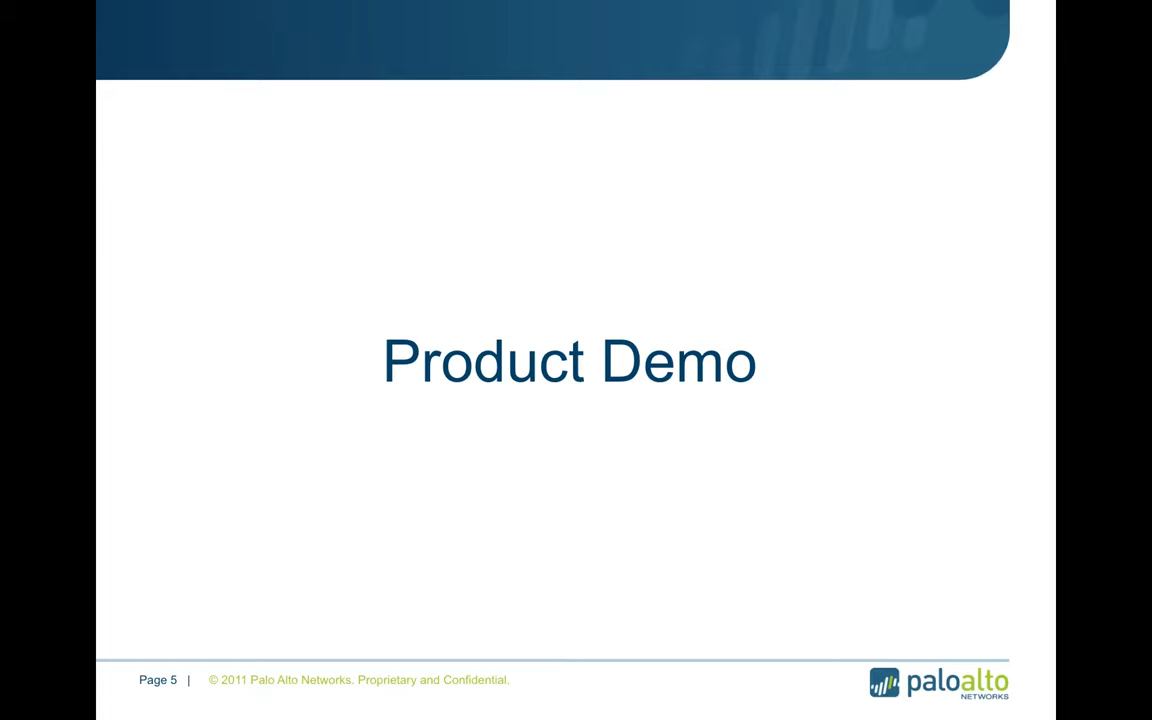 Product Demo
Page 5 | © 2011 Palo Alto Networks. Proprietary and Confidential.
paloalto
NETWORKS